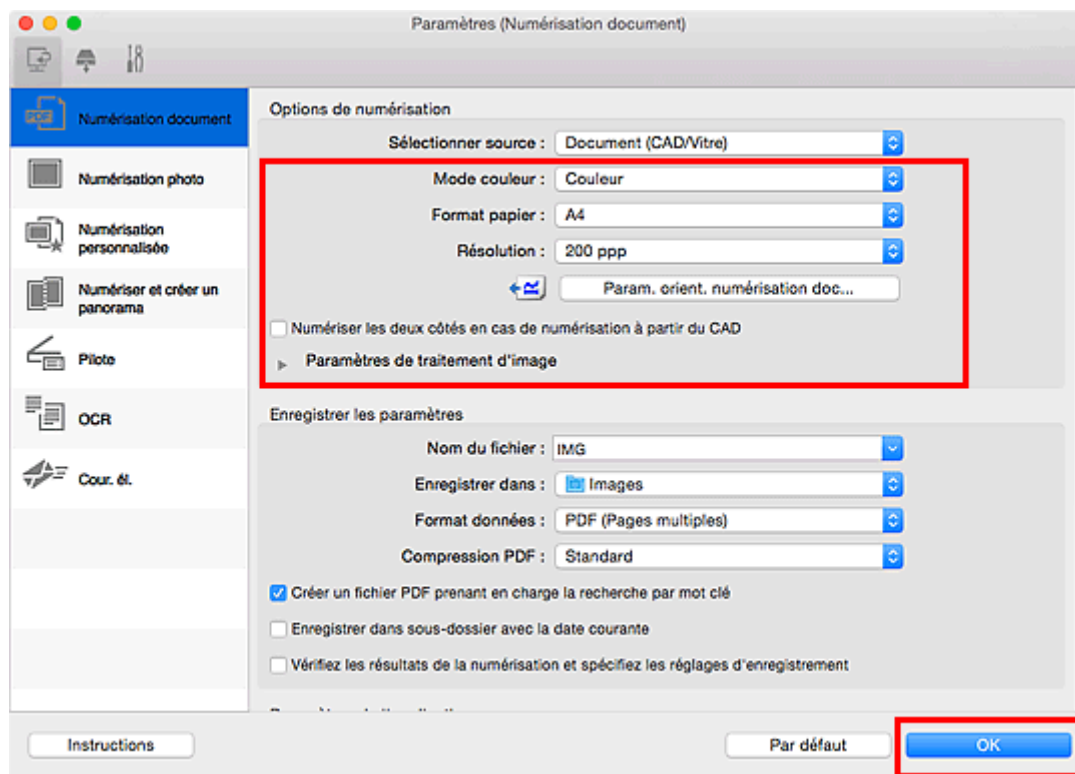 Paramètres (Numérisation document)
Numérisation document
Numérisation photo
Numérisation
personnalisée
Numériser et créer un
panorama
Pilote
OCR
Cour. él.
Options de numérisation
Sélectionner source : Document (CAD/Vitre)
Mode couleur : Couleur
Format papier : A4
Résolution : 200 ppp
Param. orient. numérisation doc...
Numériser les deux côtés en cas de numérisation à partir du CAD
Paramètres de traitement d'image
Enregistrer les paramètres
Nom du fichier : IMG
Enregistrer dans : Images
Format données : PDF (Pages multiples)
Compression PDF : Standard
Créer un fichier PDF prenant en charge la recherche par mot clé
Enregistrer dans sous-dossier avec la date courante
Vérifiez les résultats de la numérisation et spécifiez les réglages d'enregistrement
Instructions
Par défaut
OK